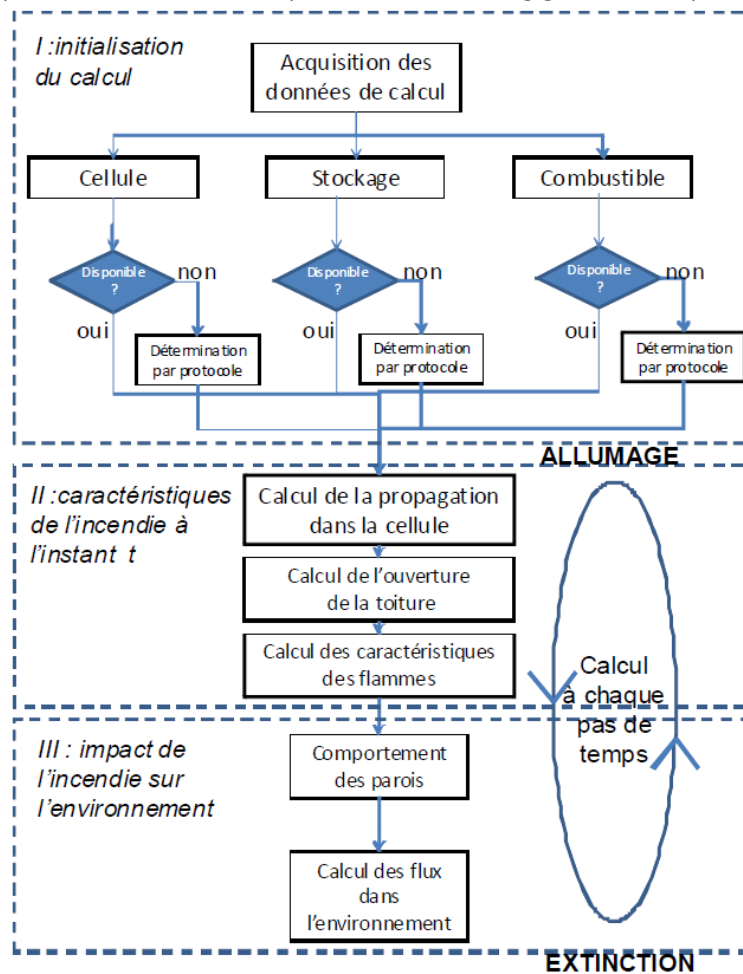 I :initialisation
du calcul
Acquisition des
données de calcul
Cellule
Stockage
Combustible
Disponible
?
non
oui
Disponible
?
non
oui
Disponible
?
non
oui
Détermination
par protocole
Détermination
par protocole
Détermination
par protocole
ALLUMAGE
II :caractéristiques
de l'incendie à
l'instant t
Calcul de la propagation
dans la cellule
Calcul de l'ouverture
de la toiture
Calcul des caractéristiques
des flammes
Calcul
à chaque
pas de
temps
III : impact de
l'incendie sur
l'environnement
Comportement
des parois
Calcul des flux
dans
l'environnement
EXTINCTION